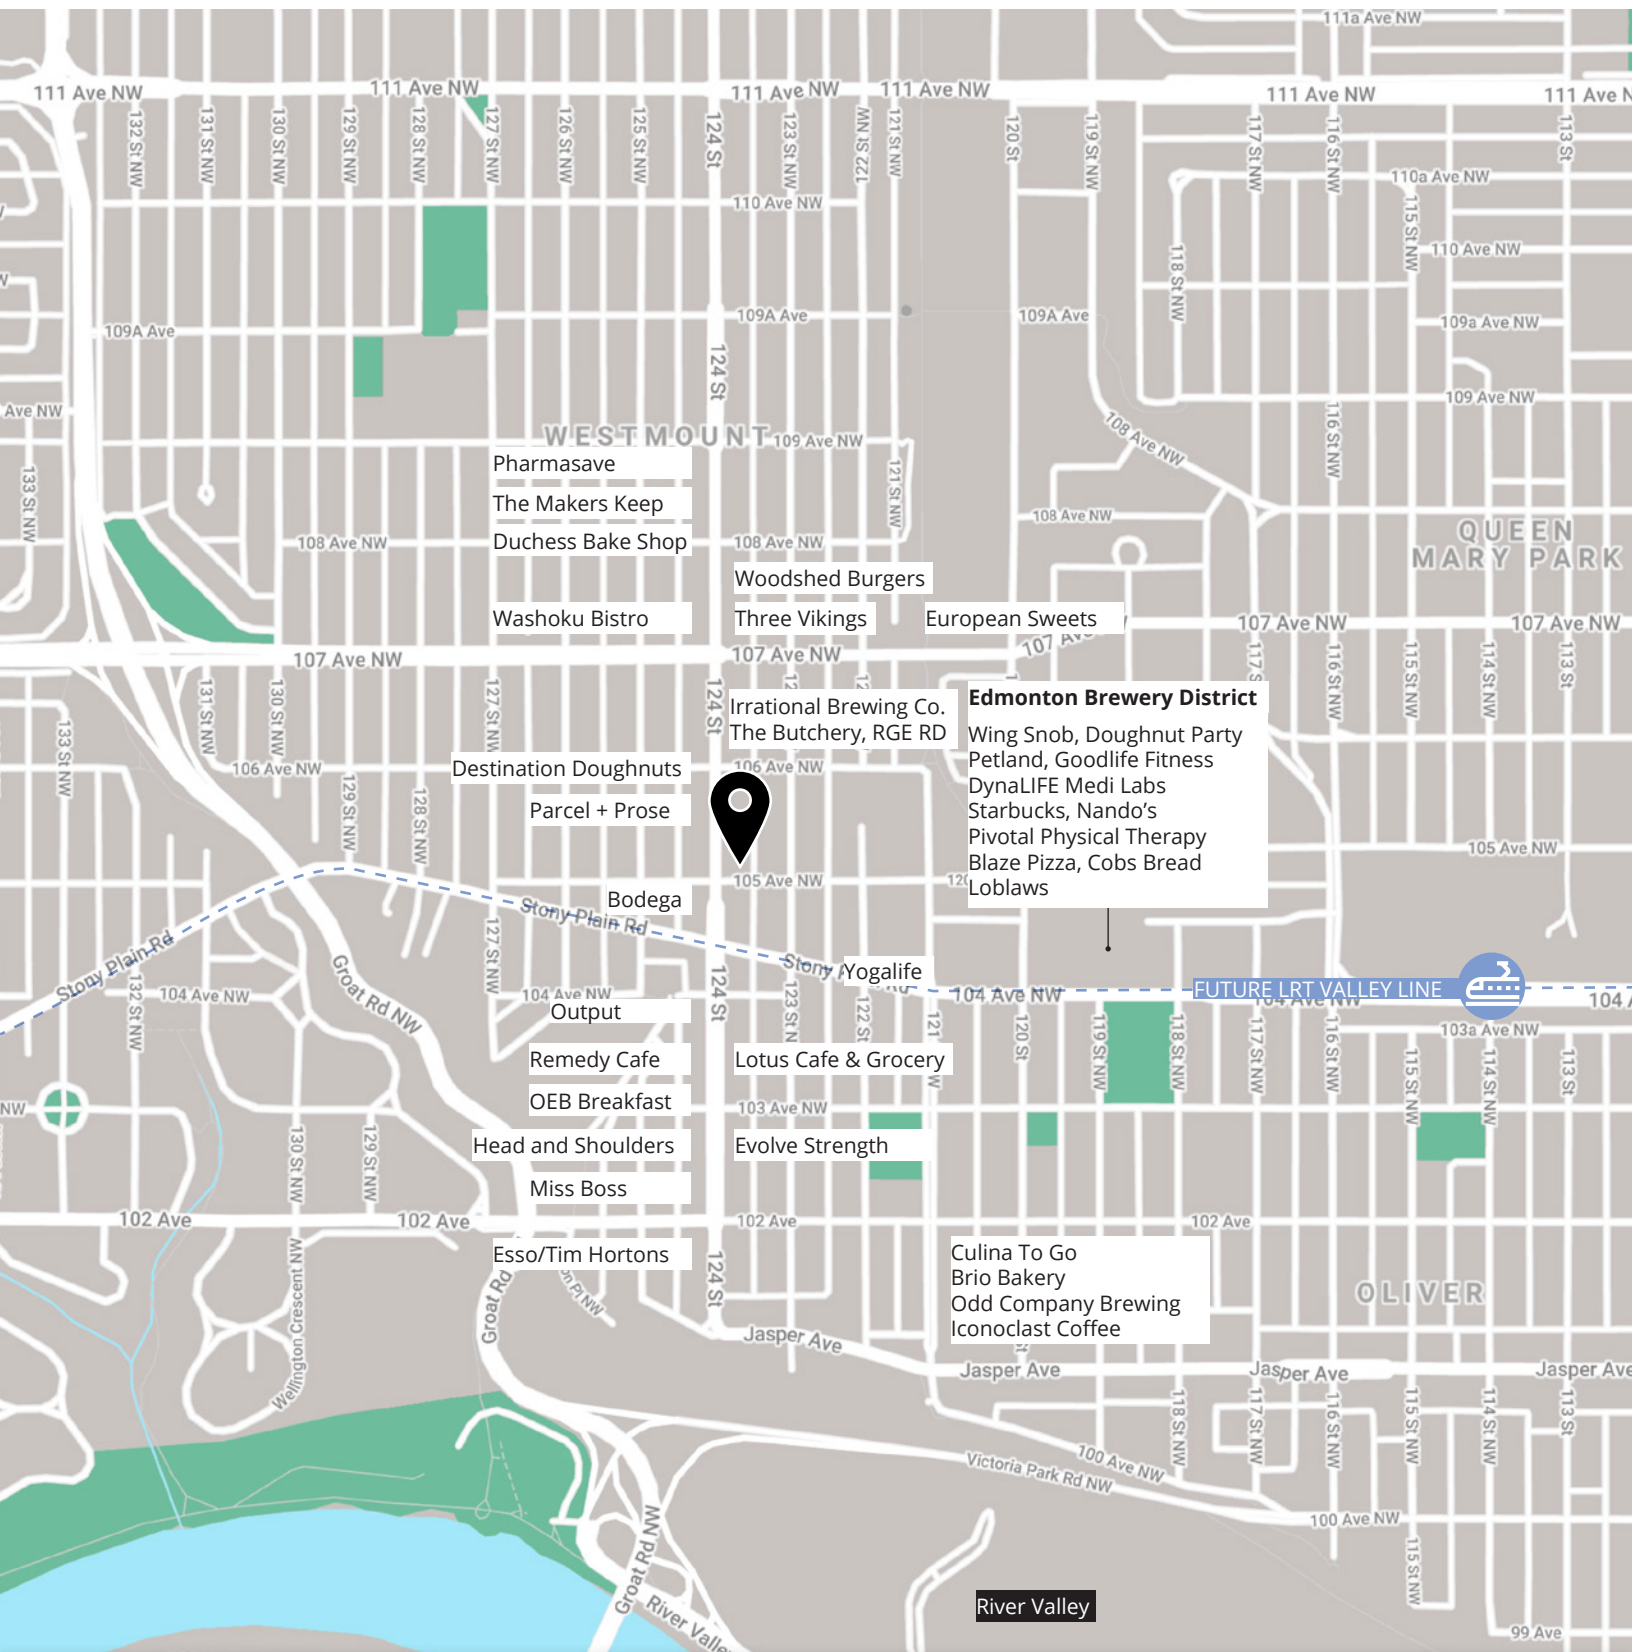 111a Ave NW
111 Ave NW
111 Ave NW
111 Ave NW
111 Ave NW
111 Ave NW
111 Ave N
132 St NW
131 St NW
130 St NW
129 St NW
128 St NW
127 St NW
126 St NW
125 St NW
124 St
123 St NW
122 St NW
121 St NW
120 St
119 St NW
117 St NW
116 St NW
113 St
110a Ave NW
110 Ave NW
115 St NW
110 Ave NW
118 St NW
109A Ave
109A Ave
109A Ave
109a Ave NW
124 St
Ave NW
109 Ave NW
116 St NW
108 Ave NW
WESTMOUNT
109 Ave NW
Pharmasave
133 St NW
121 St NW
The Makers Keep
108 Ave NW
QUEEN
MARY PARK
108 Ave NW
Duchess Bake Shop
108 Ave NW
Woodshed Burgers
Washoku Bistro
Three Vikings
European Sweets
107 Ave NW
107 Ave NW
107 Ave NW
107 Ave NW
107 Ave
131 St NW
130 St NW
127 St NW
124 St
117 S
116 St NW
115 St NW
114 St NW
113 St
133 St NW
Irrational Brewing Co.
The Butchery, RGE RD
Edmonton Brewery District
Wing Snob, Doughnut Party
Petland, Goodlife Fitness
DynaLIFE Medi Labs
Starbucks, Nando's
Pivotal Physical Therapy
Blaze Pizza, Cobs Bread
Loblaws
106 Ave NW
Destination Doughnuts
106 Ave NW
129 St NW
128 St NW
Parcel + Prose
105 Ave NW
105 Ave NW
120
Bodega
Stony Plain Rd
Stony Plain Rd
127 St NW
Groat Rd NW
Stony
Rd
Yogalife
132 St NW
104 Ave NW
104 Ave NW
124 St
123 St N
122 St
121
W
104 Ave NW
FUTURE LRT VALLEY LINE
104 Ave NW
104 A
Output
120 St
119 St NW
118 St NW
117 St NW
116 St NW
103a Ave NW
115 St NW
114 St NW
113 St
Remedy Cafe
Lotus Cafe & Grocery
OEB Breakfast
NW
103 Ave NW
130 St NW
129 St NW
Head and Shoulders
Evolve Strength
Miss Boss
102 Ave
102 Ave
102 Ave
102 Ave
Esso/Tim Hortons
Wellington Crescent NW
Groat Rd
on Pl NW
124 St
Culina To Go
Brio Bakery
Odd Company Brewing
Iconoclast Coffee
OLIVER
Jasper Ave
Jasper Ave
Jasper Ave
Jasper Ave
118 St NW
117 St NW
116 St NW
115 St NW
114 St NW
113 St
100 Ave NW
Victoria Park Rd NW
100 Ave NW
Groat Rd NW
115 St NW
River Valle
River Valley
99 Ave